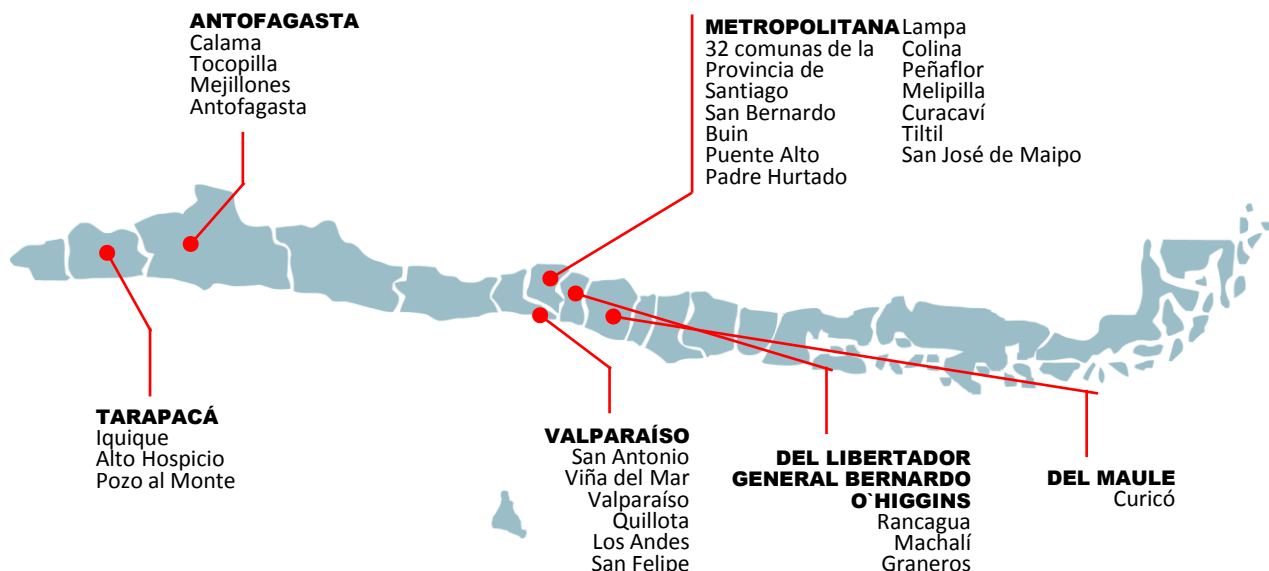 ANTOFAGASTA
Calama
Tocopilla
Mejillones
Antofagasta
METROPOLITANA
32 comunas de la
Provincia de
Santiago
San Bernardo
Buin
Puente Alto
Padre Hurtado
Lampa
Colina
Peñaflor
Melipilla
Curacaví
Tiltil
San José de Maipo
TARAPACÁ
Iquique
Alto Hospicio
Pozo al Monte
VALPARAÍSO
San Antonio
Viña del Mar
Valparaíso
Quillota
Los Andes
San Felipe
DEL LIBERTADOR
GENERAL BERNARDO
O`HIGGINS
Rancagua
Machalí
Graneros
DEL MAULE
Curicó